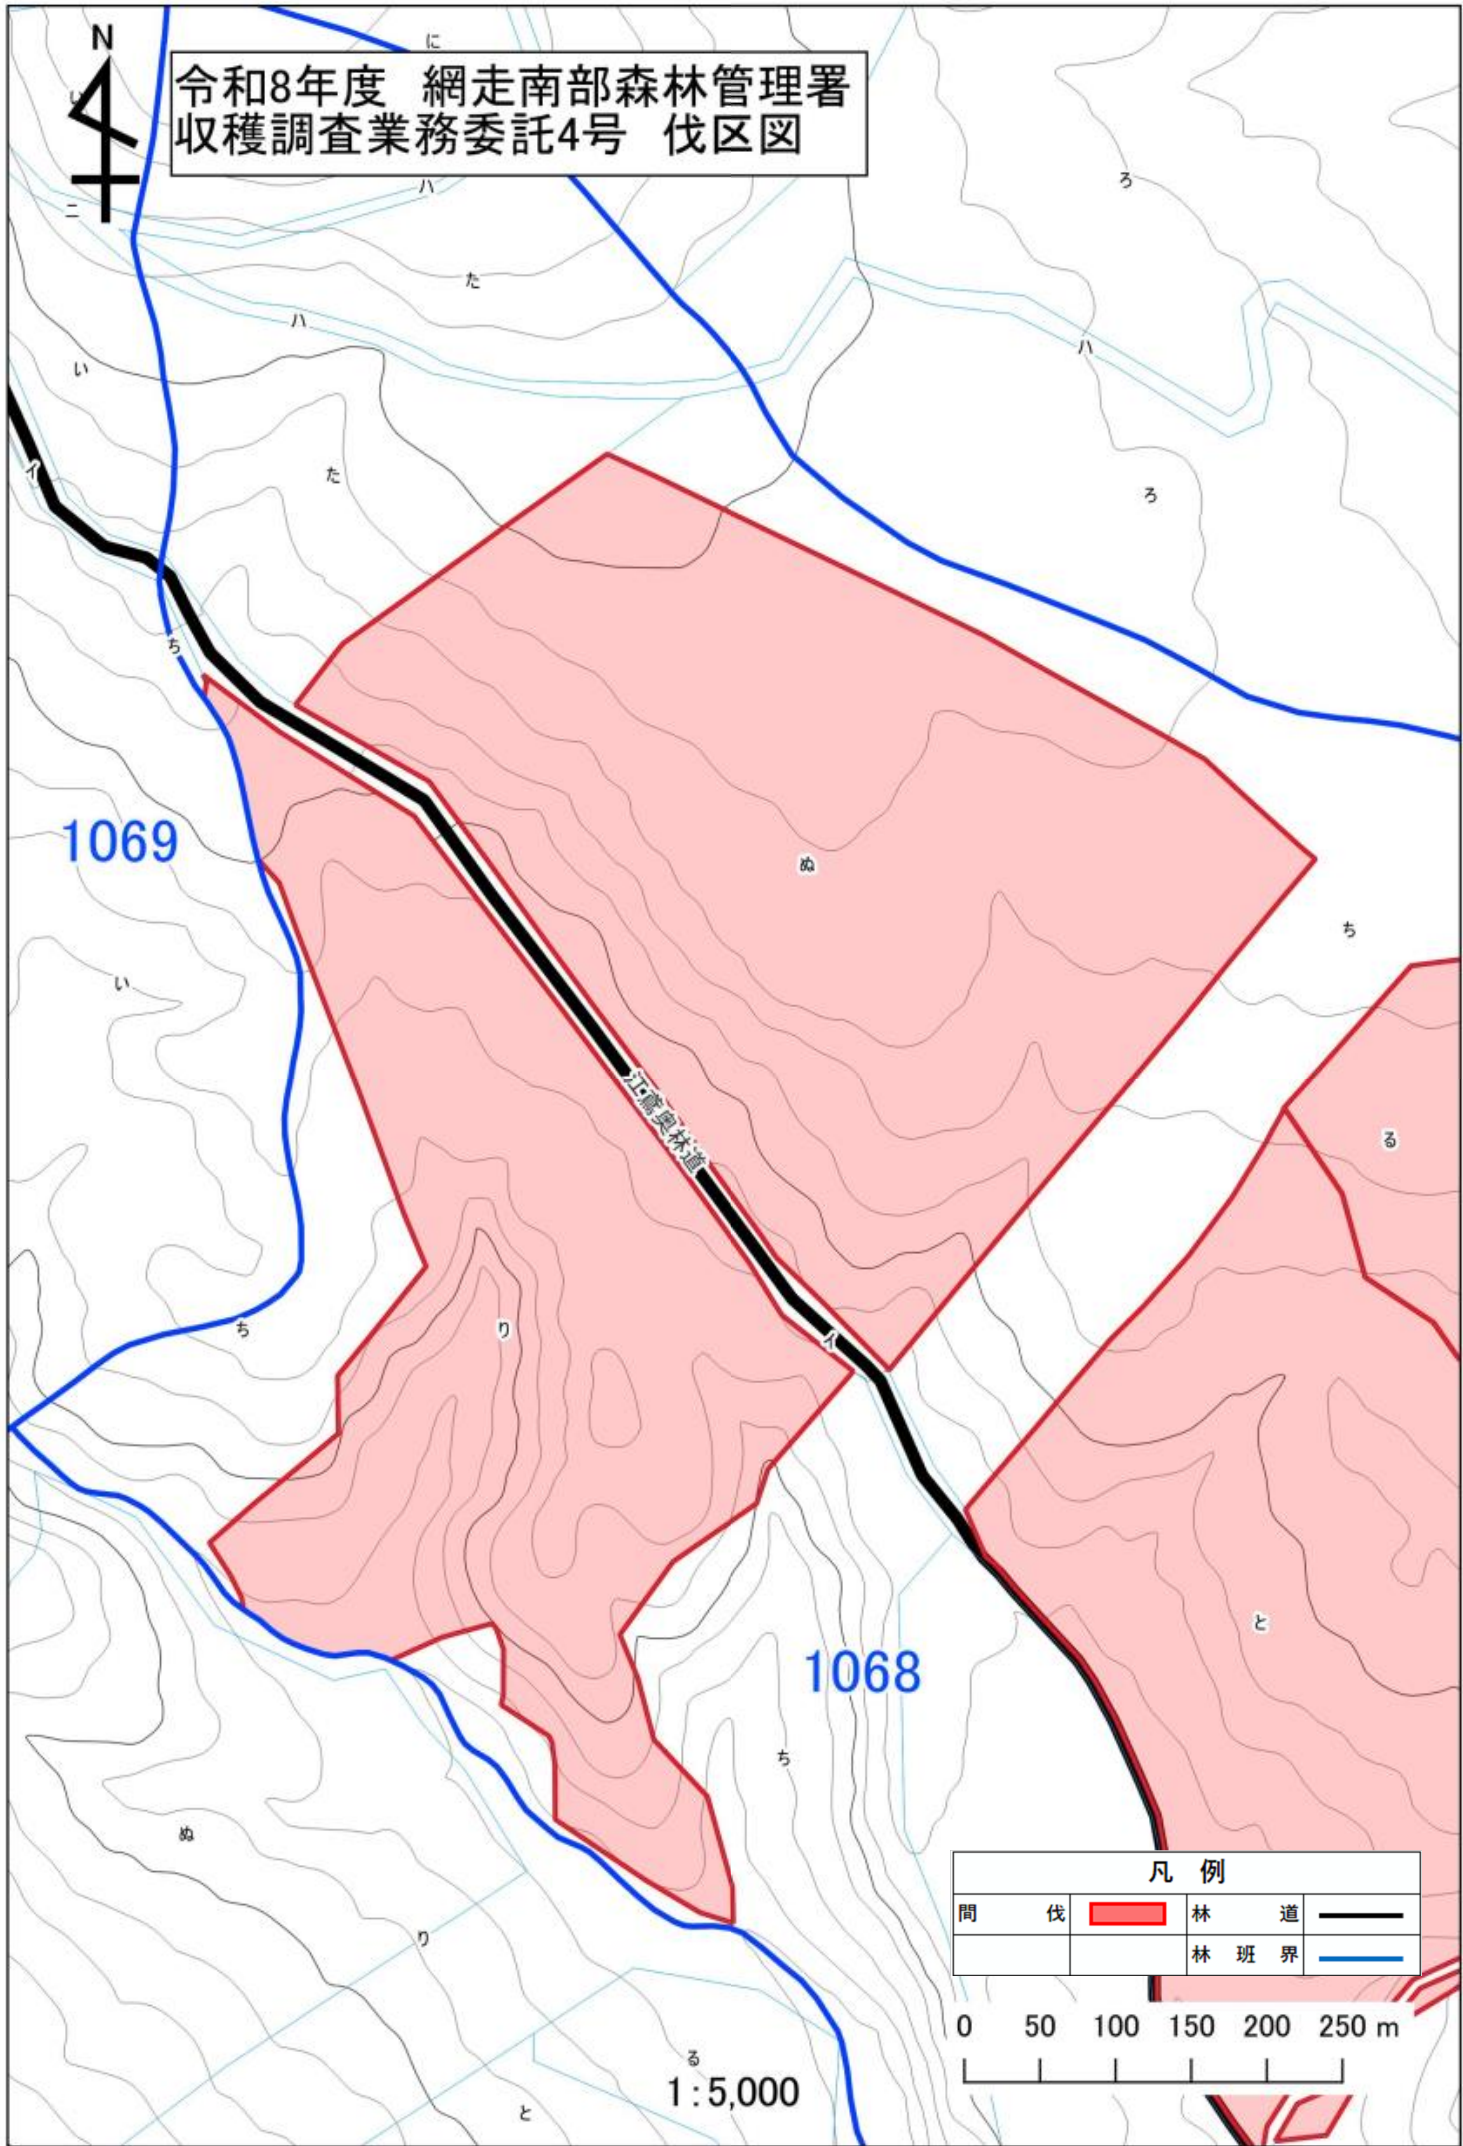 N
令和8年度　網走南部森林管理署
収穫調査業務委託4号　伐区図
に
い
ニ
ハ
ろ
た
ハ
ハ
い
た
イ
ろ
ち
1069
ぬ
ち
い
江鳶奥林道
る
ち
り
イ
と
1068
ち
ぬ
凡　例
間　伐
林　道
林　班　界
り
0 50 100 150 200 250 m
る
1:5,000
と